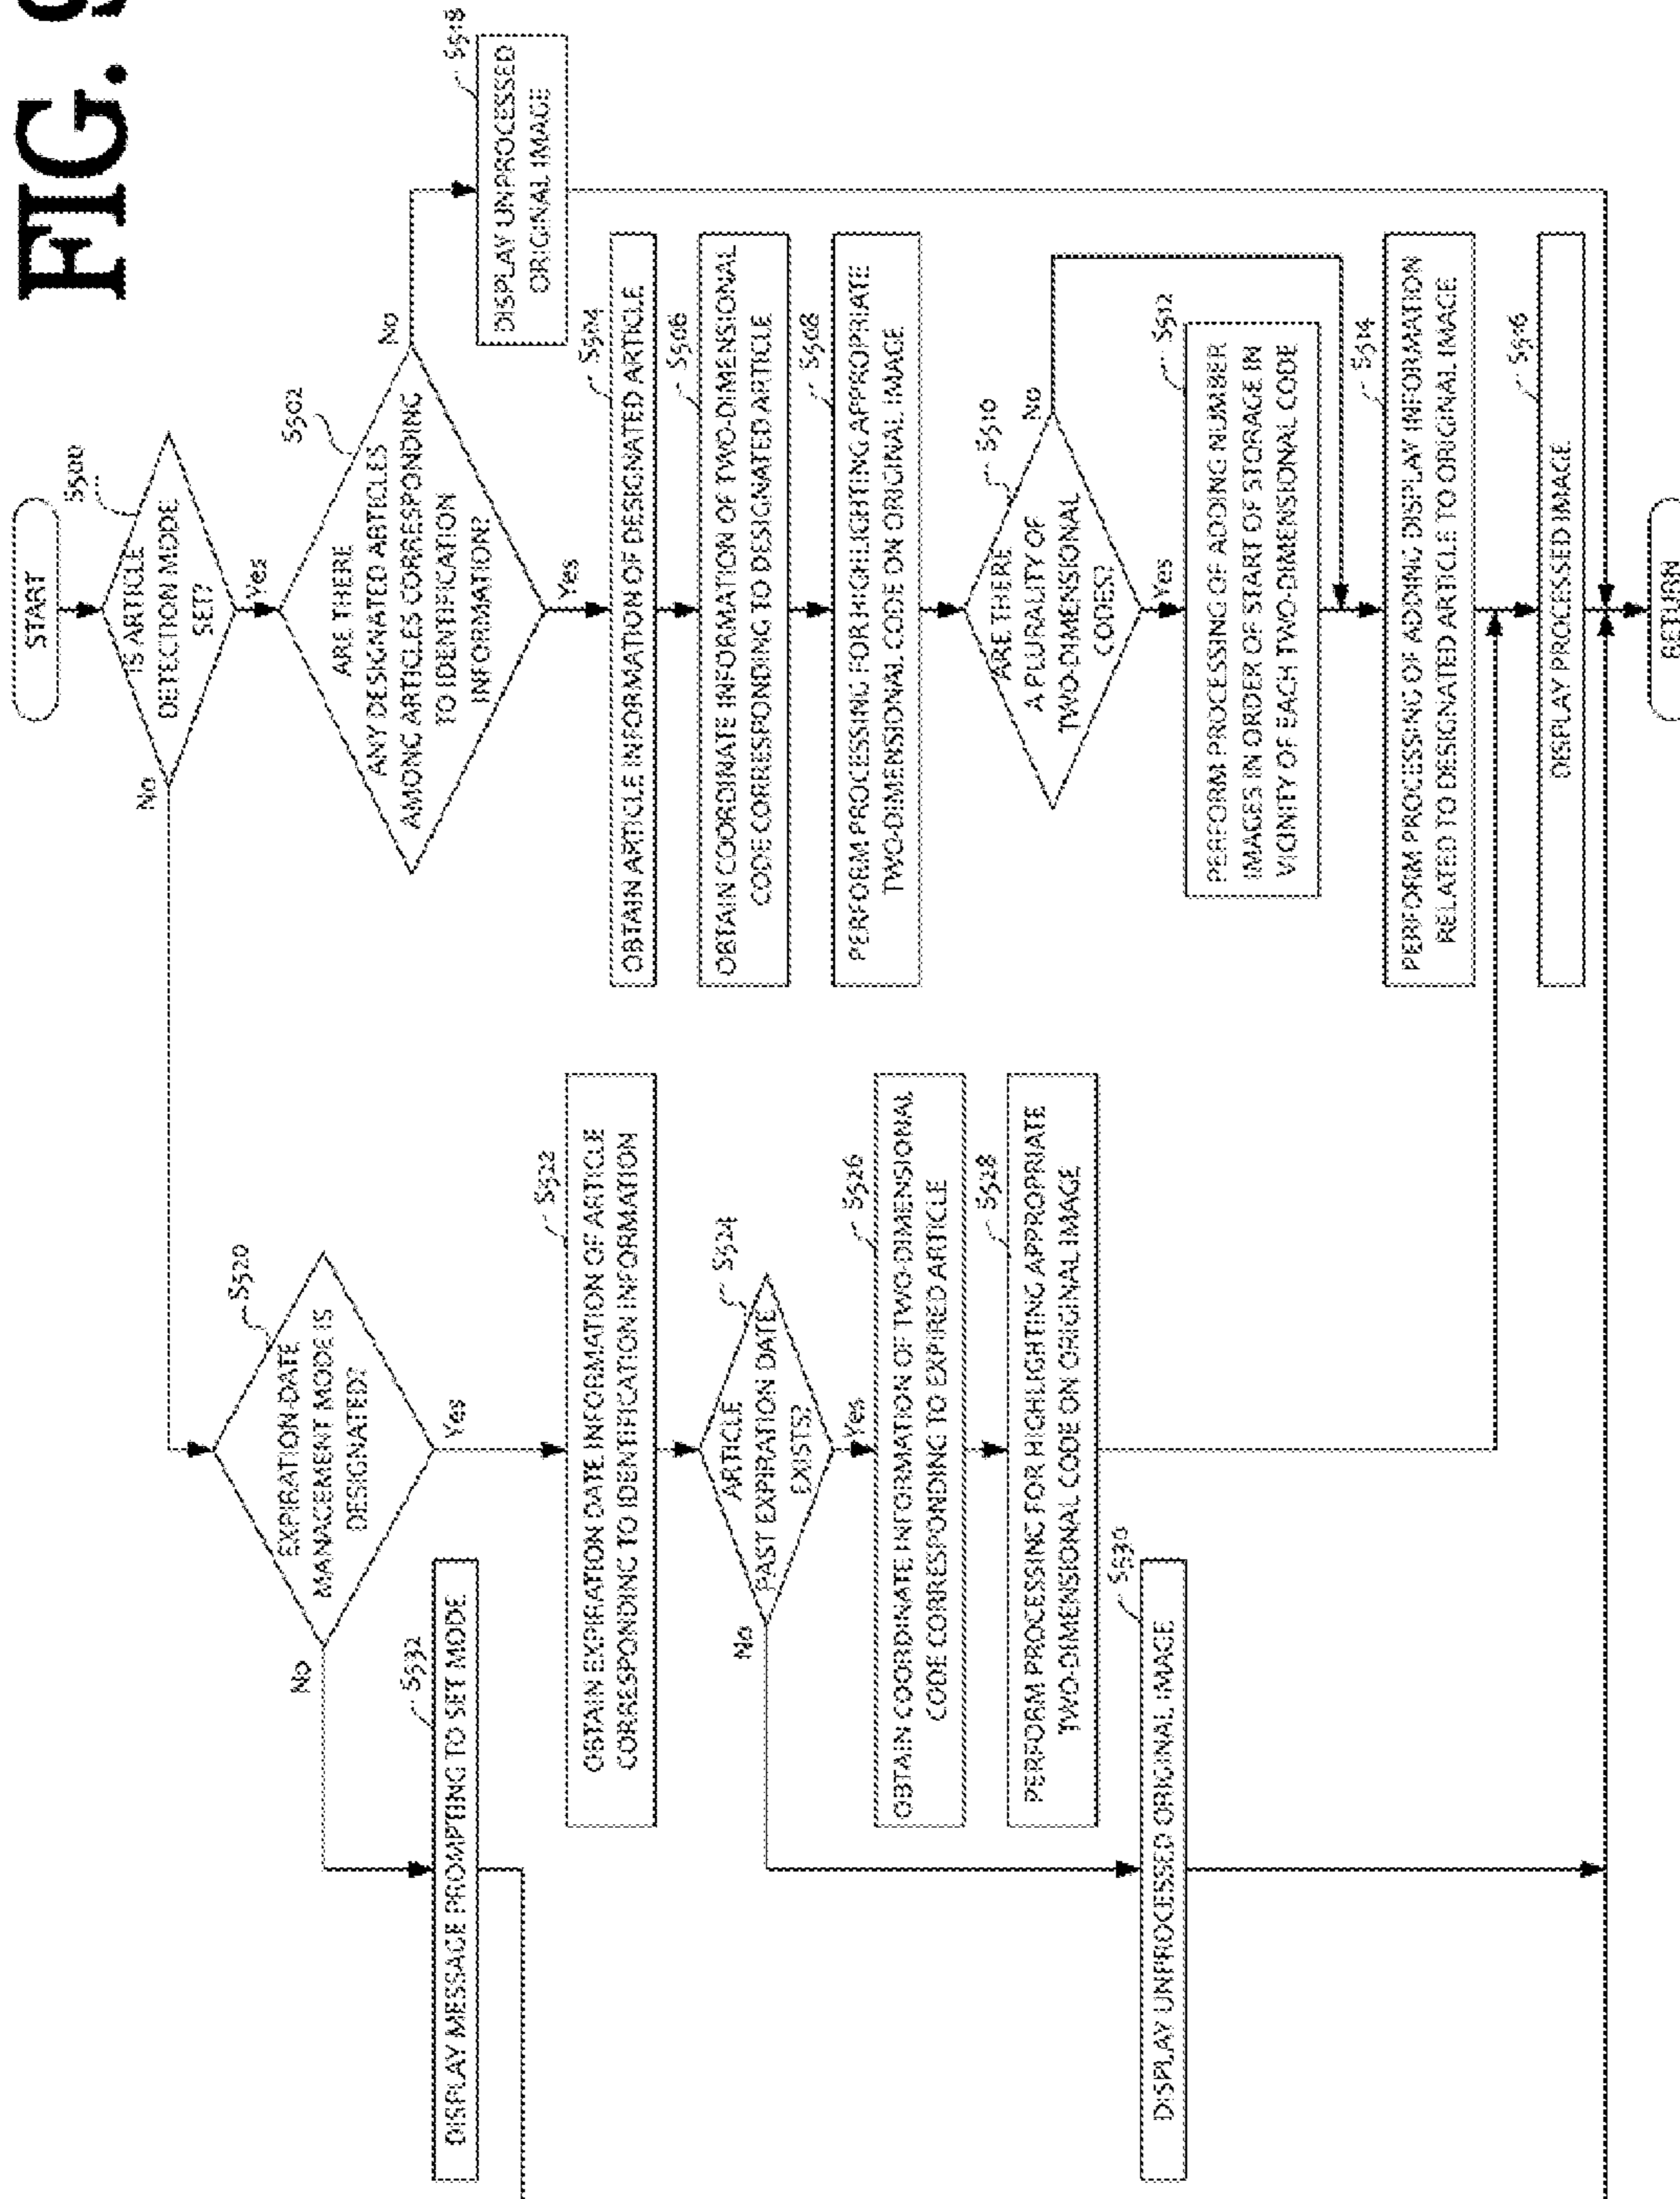 FIG. 9
START
S500
IS ARTICLE
DETECTION MODE
SET?
No
Yes
S502
ARE THERE
ANY DESIGNATED ARTICLES
AMONG ARTICLES CORRESPONDING
TO IDENTIFICATION
INFORMATION?
No
Yes
S518
DISPLAY UNPROCESSED
ORIGINAL IMAGE
S504
OBTAIN ARTICLE INFORMATION OF DESIGNATED ARTICLE
S506
OBTAIN COORDINATE INFORMATION OF TWO-DIMENSIONAL
CODE CORRESPONDING TO DESIGNATED ARTICLE
S508
PERFORM PROCESSING FOR HIGHLIGHTING APPROPRIATE
TWO-DIMENSIONAL CODE ON ORIGINAL IMAGE
S510
ARE THERE
A PLURALITY OF
TWO-DIMENSIONAL
CODES?
No
Yes
S512
PERFORM PROCESSING OF ADDING NUMBER
IMAGES IN ORDER OF START OF STORAGE IN
VICINITY OF EACH TWO-DIMENSIONAL CODE
S514
PERFORM PROCESSING OF ADDING DISPLAY INFORMATION
RELATED TO DESIGNATED ARTICLE TO ORIGINAL IMAGE
S516
DISPLAY PROCESSED IMAGE
RETURN
S520
EXPIRATION-DATE
MANAGEMENT MODE IS
DESIGNATED?
No
Yes
S532
DISPLAY MESSAGE PROMPTING TO SET MODE
S522
OBTAIN EXPIRATION DATE INFORMATION OF ARTICLE
CORRESPONDING TO IDENTIFICATION INFORMATION
S524
ARTICLE
PAST EXPIRATION DATE
EXISTS?
No
Yes
S526
OBTAIN COORDINATE INFORMATION OF TWO-DIMENSIONAL
CODE CORRESPONDING TO EXPIRED ARTICLE
S528
PERFORM PROCESSING FOR HIGHLIGHTING APPROPRIATE
TWO-DIMENSIONAL CODE ON ORIGINAL IMAGE
S530
DISPLAY UNPROCESSED ORIGINAL IMAGE